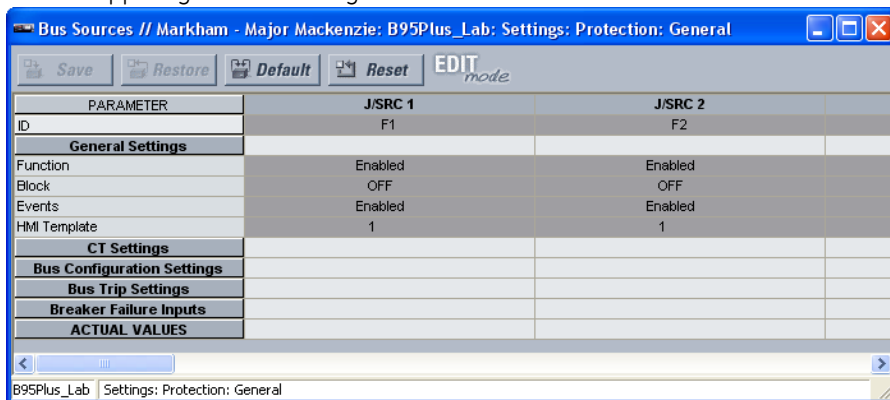 Bus Sources // Markham - Major Mackenzie: B95Plus_Lab: Settings: Protection: General
Save Restore Default Reset EDIT mode
PARAMETER J/SRC 1 J/SRC 2
ID F1 F2
General Settings
Function Enabled Enabled
Block OFF OFF
Events Enabled Enabled
HMI Template 1 1
CT Settings
Bus Configuration Settings
Bus Trip Settings
Breaker Failure Inputs
ACTUAL VALUES
B95Plus_Lab Settings: Protection: General